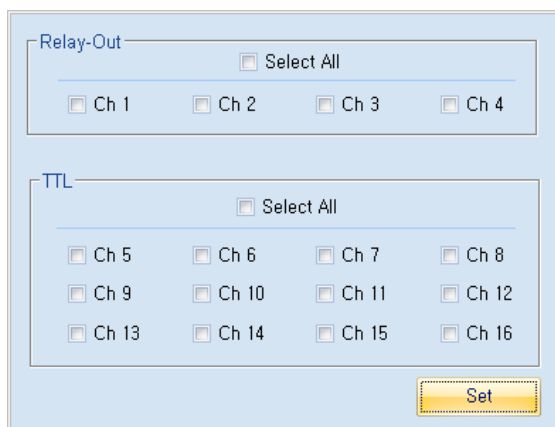 Relay-Out
Select All
Ch 1 Ch 2 Ch 3 Ch 4
TTL
Select All
Ch 5 Ch 6 Ch 7 Ch 8
Ch 9 Ch 10 Ch 11 Ch 12
Ch 13 Ch 14 Ch 15 Ch 16
Set